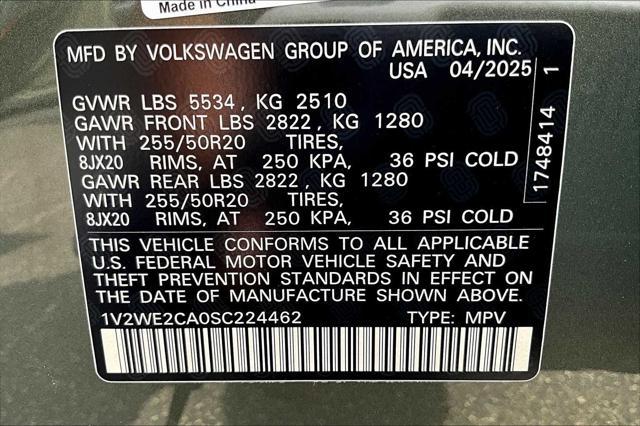 Made in China
MFD BY VOLKSWAGEN GROUP OF AMERICA, INC.
USA 04/2025
GVWR LBS 5534, KG 2510
GAWR FRONT LBS 2822, KG 1280
WITH 255/50R20 TIRES,
8JX20 RIMS, AT 250 KPA, 36 PSI COLD
GAWR REAR LBS 2822, KG 1280
WITH 255/50R20 TIRES,
8JX20 RIMS, AT 250 KPA, 36 PSI COLD
THIS VEHICLE CONFORMS TO ALL APPLICABLE
U.S. FEDERAL MOTOR VEHICLE SAFETY AND
THEFT PREVENTION STANDARDS IN EFFECT ON
THE DATE OF MANUFACTURE SHOWN ABOVE.
1V2WE2CA0SC224462 TYPE: MPV
1748414 1